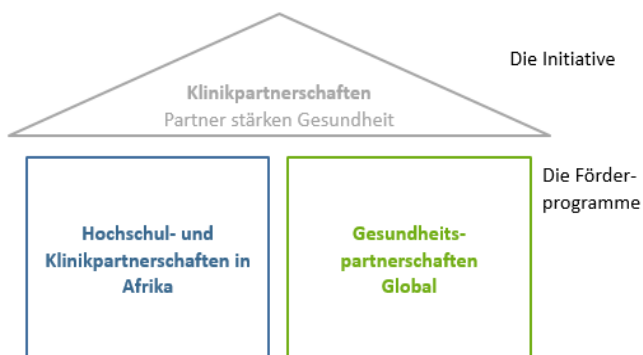 Die Initiative
Klinikpartnerschaften
Partner stärken Gesundheit
Die Förder-
programme
Hochschul- und
Klinikpartnerschaften in
Afrika
Gesundheits-
partnerschaften
Global